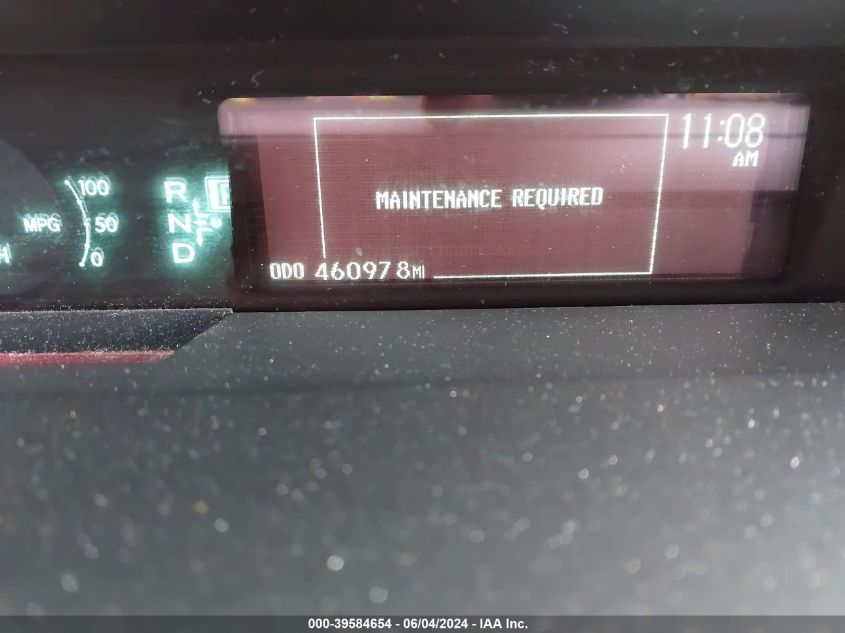 11:08
AM
100
R
MPG
50
N
MAINTENANCE REQUIRED
0
D
ODO 460978MI
000-39584654 - 06/04/2024 - IAA Inc.